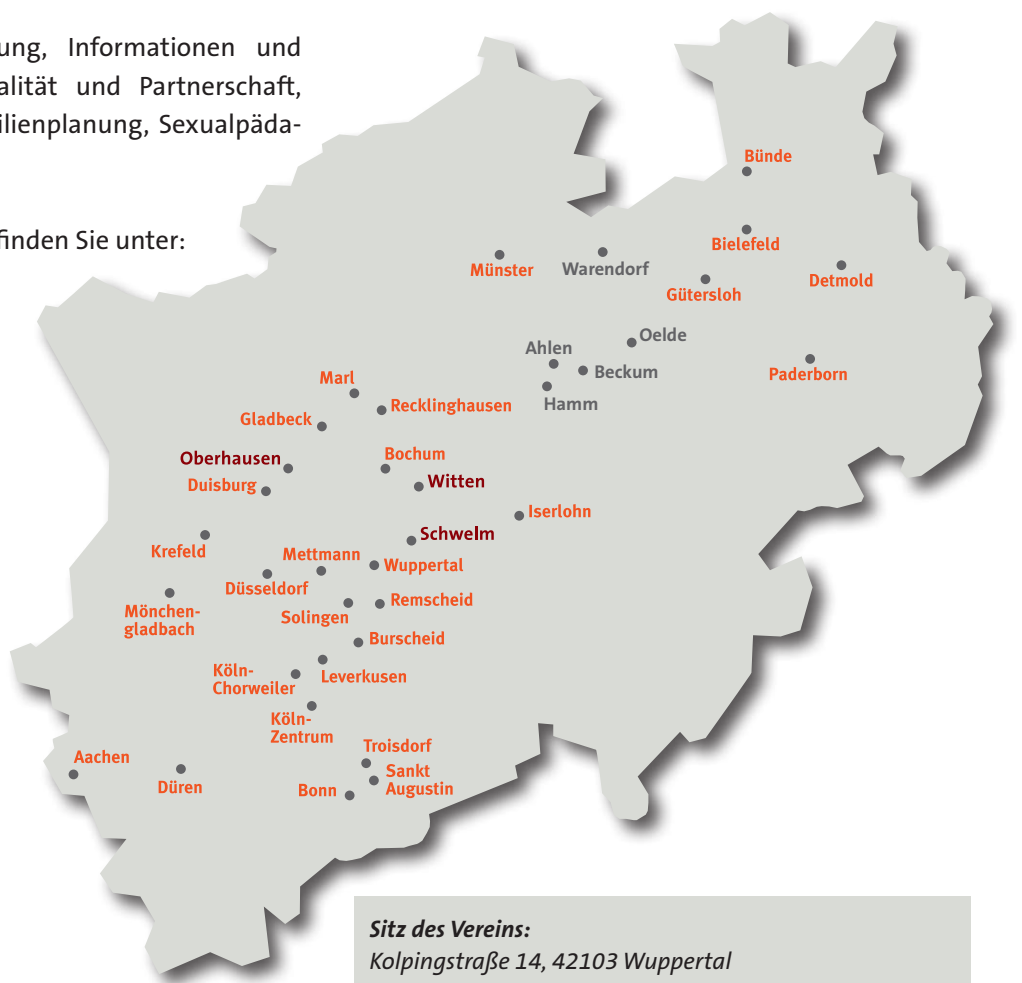 ung, Informationen und
alität und Partnerschaft,
ilienplanung, Sexualpäda-
finden Sie unter:
Bünde
Bielefeld
Münster
Warendorf
Detmold
Gütersloh
Oelde
Ahlen
Beckum
Paderborn
Marl
Hamm
Recklinghausen
Gladbeck
Oberhausen
Bochum
Duisburg
Witten
Iserlohn
Schwelm
Krefeld
Mettmann
Wuppertal
Düsseldorf
Mönchen-
gladbach
Solingen
Remscheid
Burscheid
Köln-
Chorweiler
Leverkusen
Köln-
Zentrum
Troisdorf
Aachen
Sankt
Augustin
Düren
Bonn
Sitz des Vereins:
Kolpingstraße 14, 42103 Wuppertal